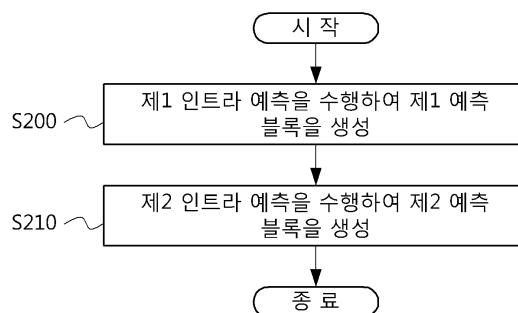 시 작
S200
제1 인트라 예측을 수행하여 제1 예측
블록을 생성
S210
제2 인트라 예측을 수행하여 제2 예측
블록을 생성
종 료